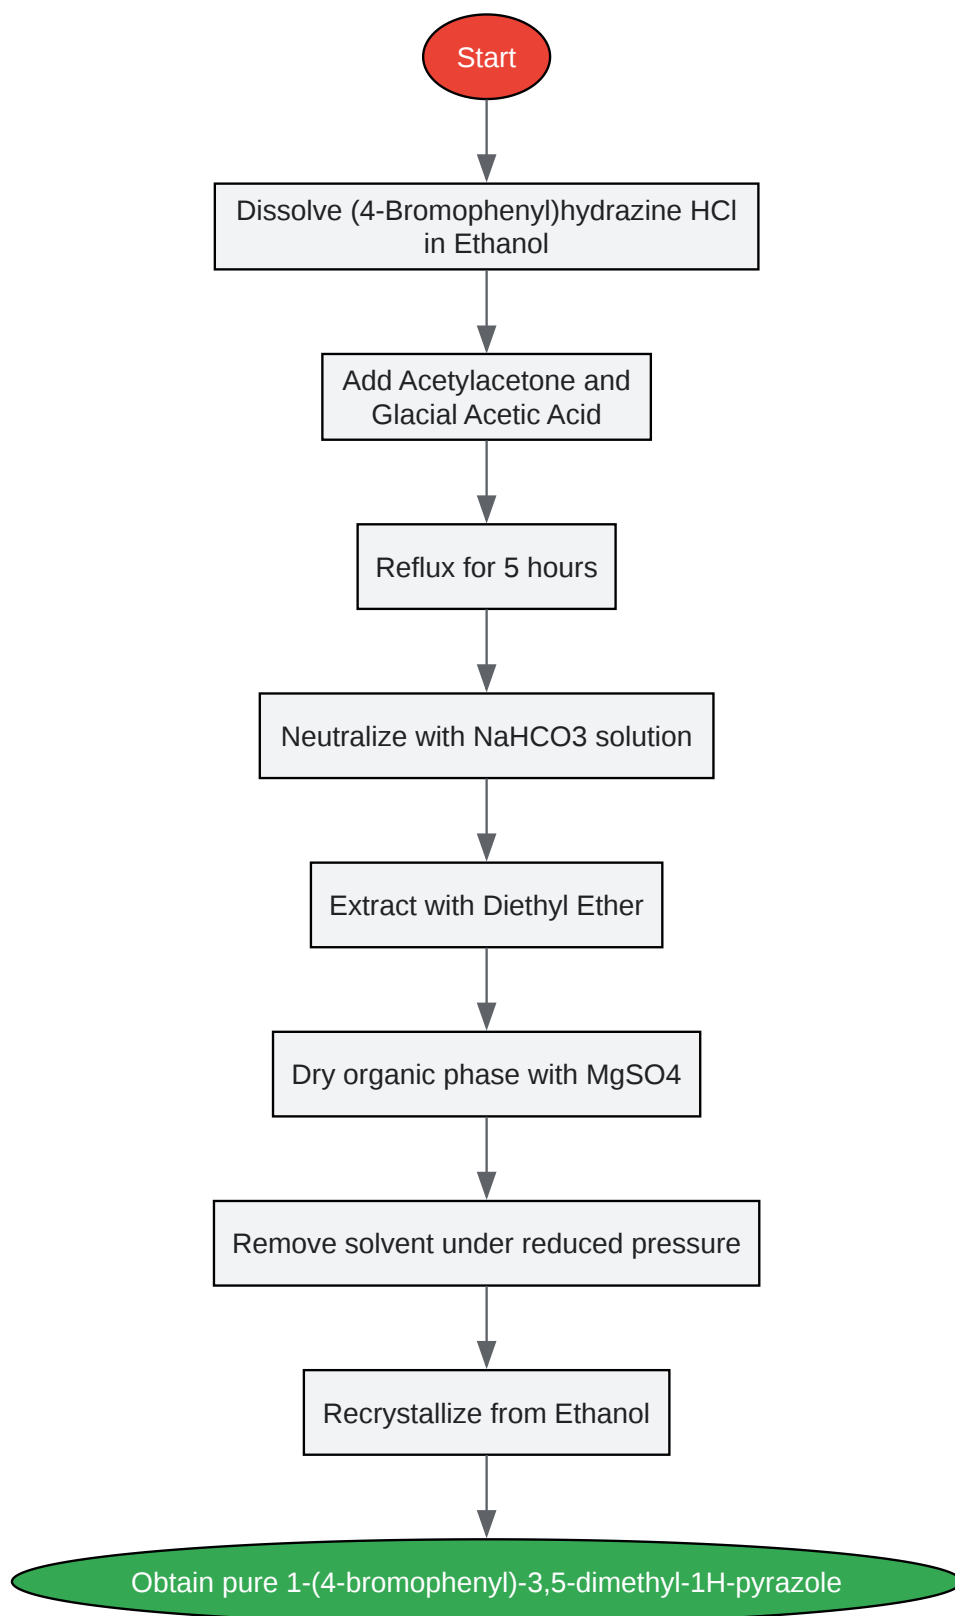 Start
Dissolve (4-Bromophenyl)hydrazine HCl
in Ethanol
Add Acetylacetone and
Glacial Acetic Acid
Reflux for 5 hours
Neutralize with NaHCO3 solution
Extract with Diethyl Ether
Dry organic phase with MgSO4
Remove solvent under reduced pressure
Recrystallize from Ethanol
Obtain pure 1-(4-bromophenyl)-3,5-dimethyl-1H-pyrazole